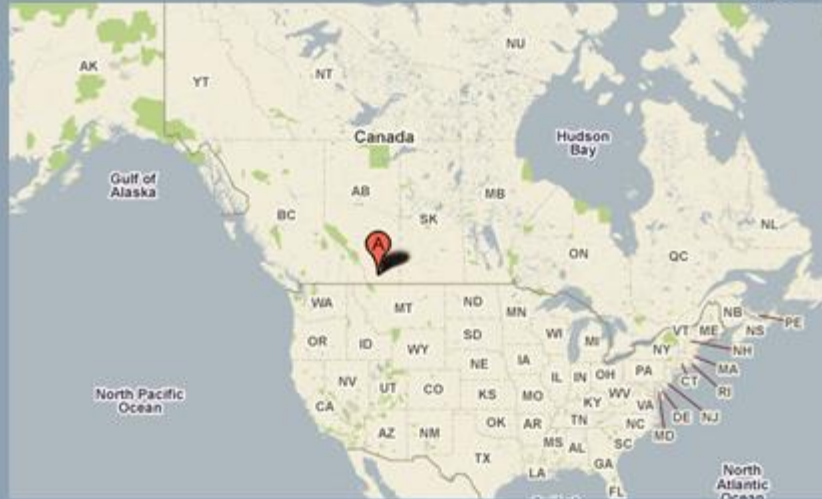 NU
AK
YT
NT
Canada
Hudson
Bay
Gulf of
Alaska
AB
MB
BC
SK
NL
A
ON
QC
WA
MT
ND
MN
NB
PE
OR
ID
SD
WI
MI
VT
ME
NS
WY
NY
NH
NE
IA
MA
NV
UT
CO
IL
IN
OH
PA
CT
RI
North Pacific
Ocean
CA
KS
MO
KY
WV
VA
DE
NJ
AZ
NM
OK
AR
TN
NC
MD
TX
MS
AL
SC
LA
GA
North
Atlantic
Ocean
FL